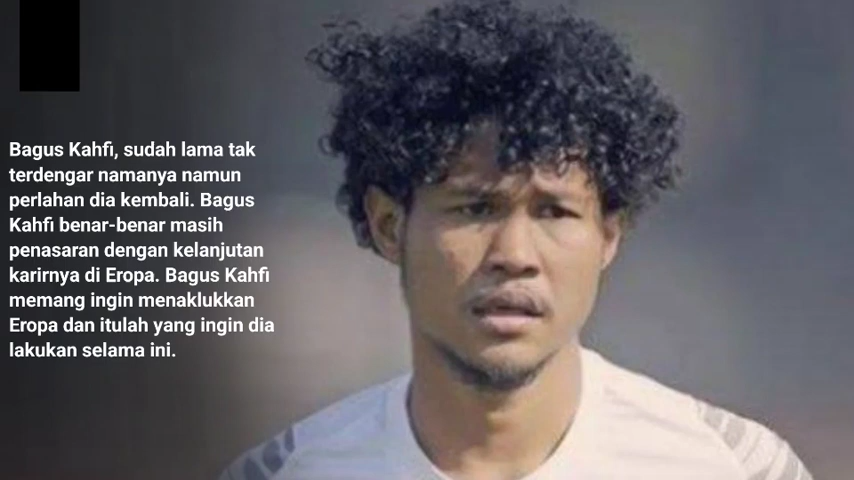 Bagus Kahfi, sudah lama tak
terdengar namanya namun
perlahan dia kembali. Bagus
Kahfi benar-benar masih
penasaran dengan kelanjutan
karirnya di Eropa. Bagus Kahfi
memang ingin menaklukkan
Eropa dan itulah yang ingin dia
lakukan selama ini.